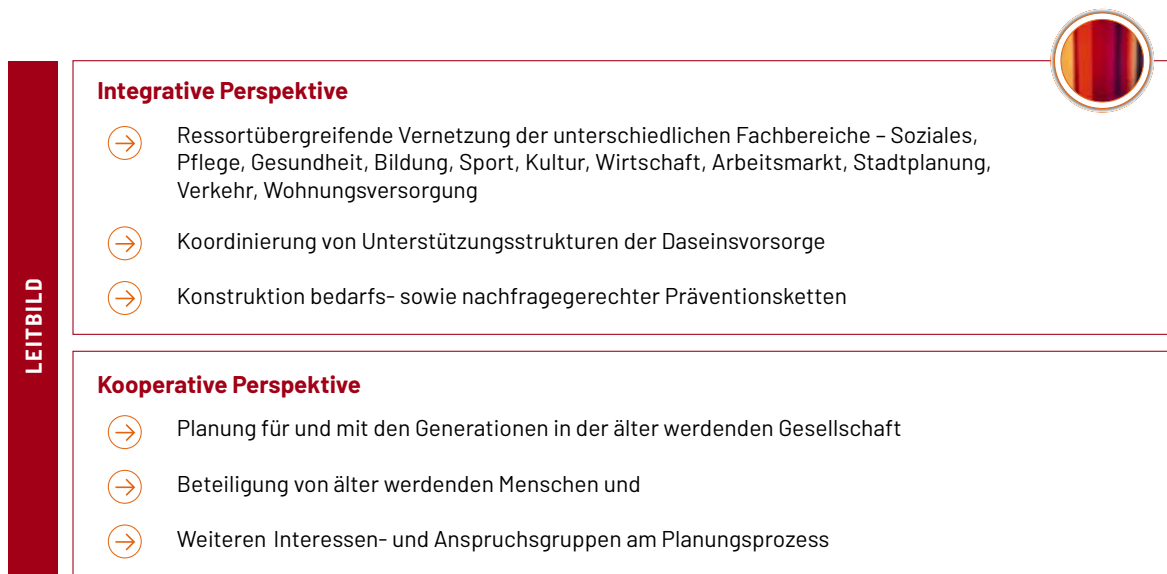 LEITBILD
Integrative Perspektive
Ressortübergreifende Vernetzung der unterschiedlichen Fachbereiche – Soziales,
Pflege, Gesundheit, Bildung, Sport, Kultur, Wirtschaft, Arbeitsmarkt, Stadtplanung,
Verkehr, Wohnungsversorgung
Koordinierung von Unterstützungsstrukturen der Daseinsvorsorge
Konstruktion bedarfs- sowie nachfragegerechter Präventionsketten
Kooperative Perspektive
Planung für und mit den Generationen in der älter werdenden Gesellschaft
Beteiligung von älter werdenden Menschen und
Weiteren Interessen- und Anspruchsgruppen am Planungsprozess